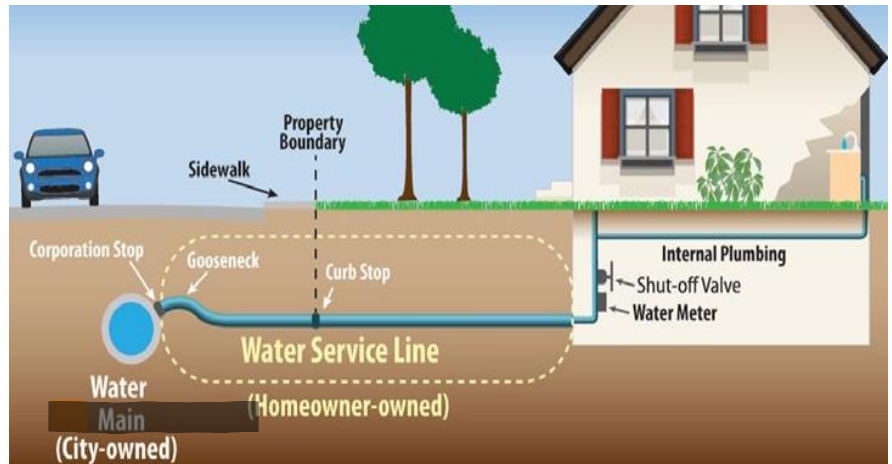 Property
Boundary
Sidewalk
Corporation Stop
Gooseneck
Curb Stop
Internal Plumbing
Shut-off Valve
Water Meter
Water Service Line
(Homeowner-owned)
Water
Main
(City-owned)